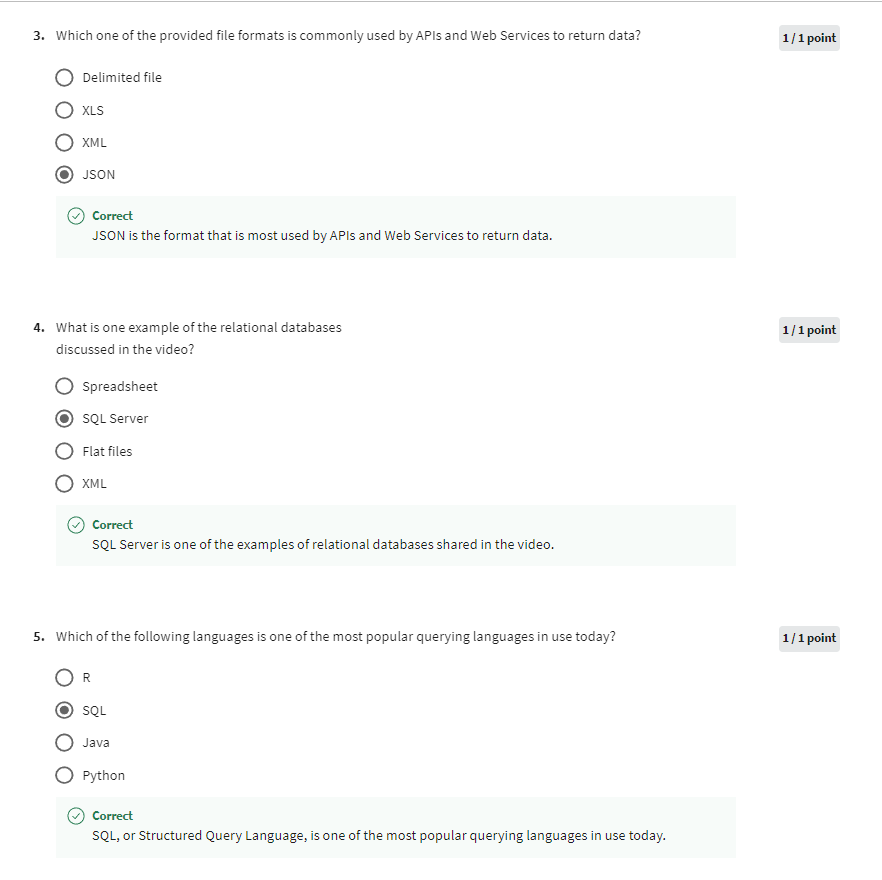 3. Which one of the provided file formats is commonly used by APIs and Web Services to return data?
1 / 1 point
Delimited file
XLS
XML
JSON
Correct
JSON is the format that is most used by APIs and Web Services to return data.
4. What is one example of the relational databases
discussed in the video?
1 / 1 point
Spreadsheet
SQL Server
Flat files
XML
Correct
SQL Server is one of the examples of relational databases shared in the video.
5. Which of the following languages is one of the most popular querying languages in use today?
1 / 1 point
R
SQL
Java
Python
Correct
SQL, or Structured Query Language, is one of the most popular querying languages in use today.